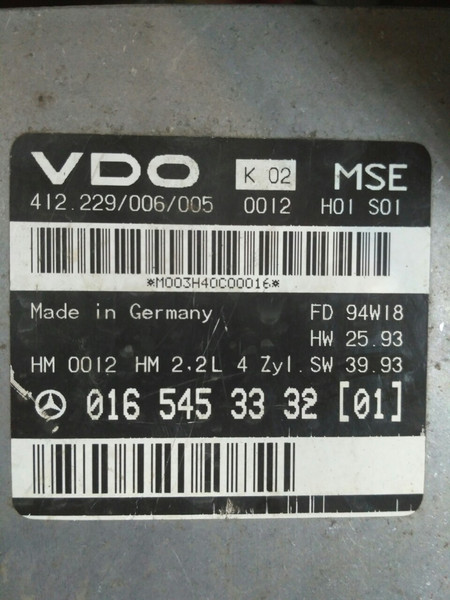 VDO K 02 MSE
412.229/006/005 0012 H01 S01
*M003H40C00016*
Made in Germany FD 94W18
HW 25.93
HM 0012 HM 2.2L 4 Zyl. SW 39.93
016 545 33 32 [01]